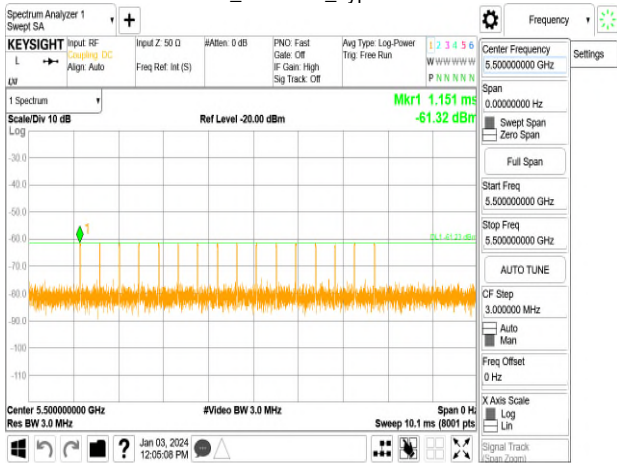 Spectrum Analyzer 1
Swept SA
+
Frequency
KEYSIGHT
Input: RF
Coupling: DC
Align: Auto
Input Z: 50 Ω
Freq Ref: Int (S)
#Atten: 0 dB
PNO: Fast
Gate: Off
IF Gain: High
Sig Track: Off
Avg Type: Log-Power
Trig: Free Run
1 2 3 4 5 6
W W W W W W
P N N N N N
L
1 Spectrum
Scale/Div 10 dB
Ref Level -20.00 dBm
Mkr1 1.151 ms
-61.32 dBm
Log
-30.0
-40.0
-50.0
-60.0
-70.0
-80.0
-90.0
-100
-110
1
Center 5.500000000 GHz
#Video BW 3.0 MHz
Span 0 Hz
Res BW 3.0 MHz
Sweep 10.1 ms (8001 pts)
?
Jan 03, 2024
12:05:08 PM
Center Frequency
5.500000000 GHz
Settings
Span
0.00000000 Hz
Swept Span
Zero Span
Full Span
Start Freq
5.500000000 GHz
Stop Freq
5.500000000 GHz
AUTO TUNE
CF Step
3.000000 MHz
Auto
Man
Freq Offset
0 Hz
X Axis Scale
Log
Lin
Signal Track
(Span Zoom)